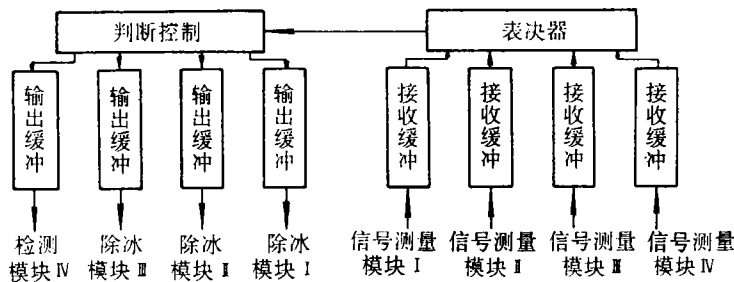 判断控制
表决器
输出缓冲
输出缓冲
输出缓冲
输出缓冲
接收缓冲
接收缓冲
接收缓冲
接收缓冲
检测
模块Ⅳ
除冰
模块Ⅲ
除冰
模块Ⅱ
除冰
模块Ⅰ
信号测量
模块Ⅰ
信号测量
模块Ⅱ
信号测量
模块Ⅲ
信号测量
模块Ⅳ